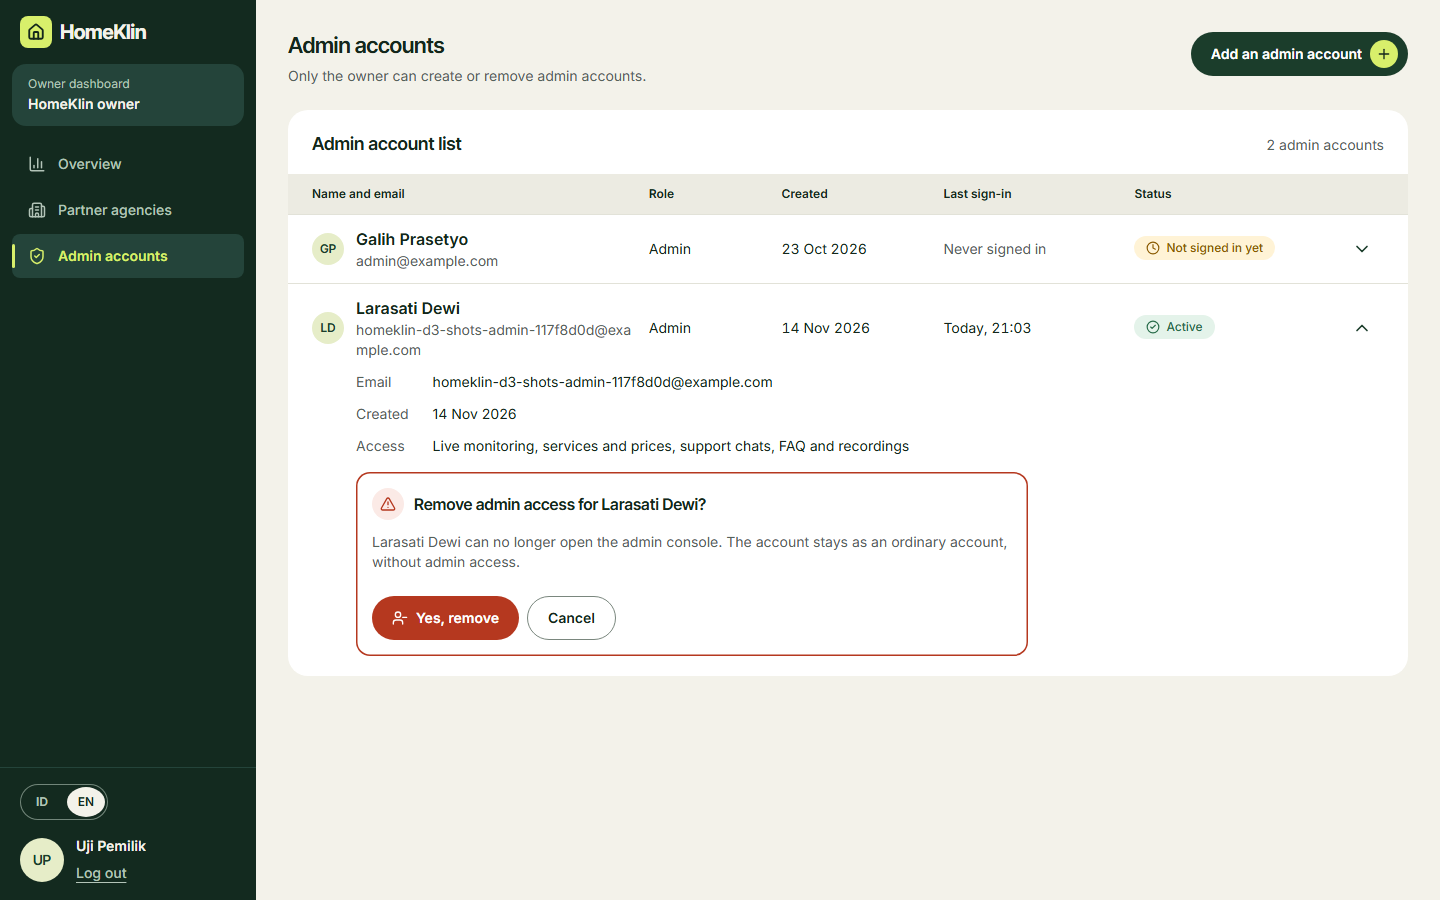 HomeKlin
Owner dashboard
HomeKlin owner
Overview
Partner agencies
Admin accounts
ID EN
UP
Uji Pemilik
Log out
Admin accounts
Only the owner can create or remove admin accounts.
Add an admin account
Admin account list
2 admin accounts
Name and email Role Created Last sign-in Status
GP Galih Prasetyo
admin@example.com
Admin 23 Oct 2026 Never signed in Not signed in yet
LD Larasati Dewi
homeklin-d3-shots-admin-117f8d0d@exa
mple.com
Admin 14 Nov 2026 Today, 21:03 Active
Email homeklin-d3-shots-admin-117f8d0d@example.com
Created 14 Nov 2026
Access Live monitoring, services and prices, support chats, FAQ and recordings
Remove admin access for Larasati Dewi?
Larasati Dewi can no longer open the admin console. The account stays as an ordinary account,
without admin access.
Yes, remove
Cancel